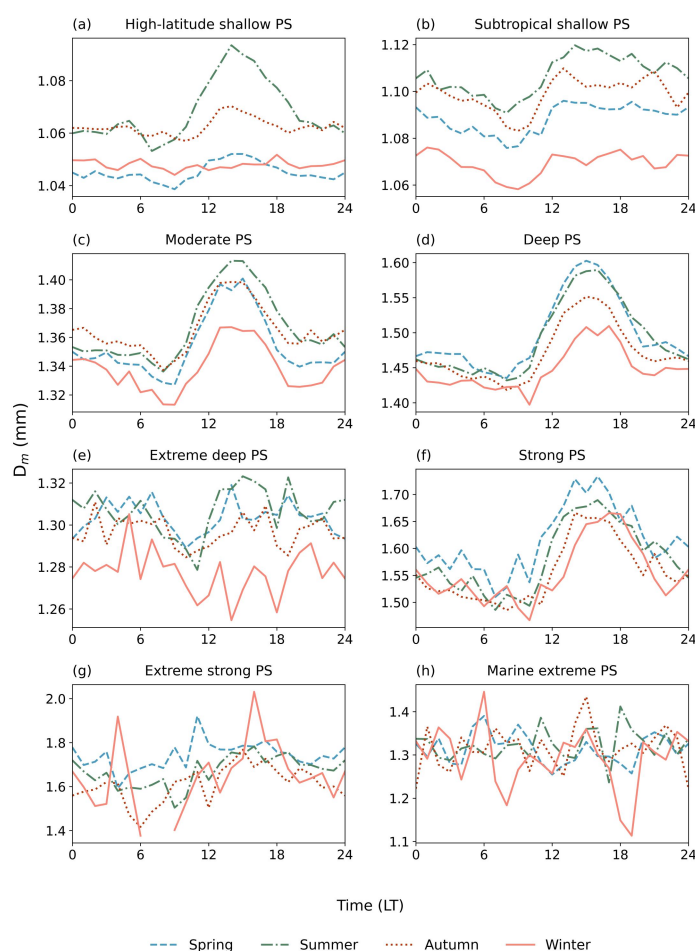 (a) High-latitude shallow PS
1.08
1.06
1.04
0 6 12 18 24
(b) Subtropical shallow PS
1.12
1.10
1.08
1.06
0 6 12 18 24
(c) Moderate PS
1.40
1.38
1.36
1.34
1.32
0 6 12 18 24
(d) Deep PS
1.60
1.55
1.50
1.45
1.40
0 6 12 18 24
Dm (mm)
(e) Extreme deep PS
1.32
1.30
1.28
1.26
0 6 12 18 24
(f) Strong PS
1.70
1.65
1.60
1.55
1.50
0 6 12 18 24
(g) Extreme strong PS
2.0
1.8
1.6
1.4
0 6 12 18 24
(h) Marine extreme PS
1.4
1.3
1.2
1.1
0 6 12 18 24
Time (LT)
Spring Summer Autumn Winter